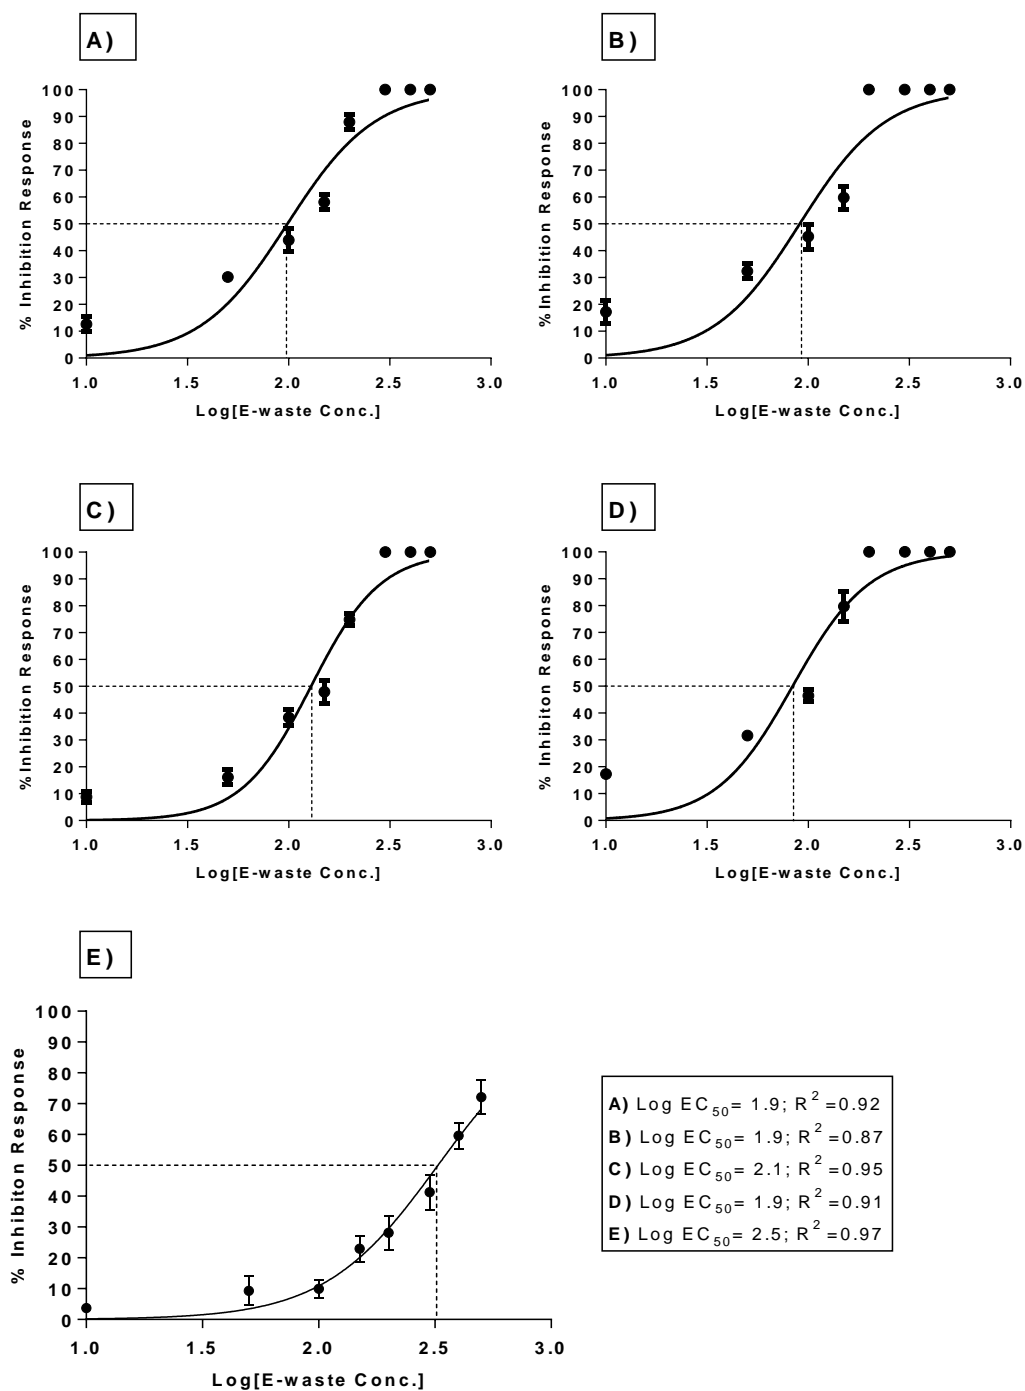 A)
100
90
80
70
60
50
40
30
20
10
0
% Inhibition Response
1.0 1.5 2.0 2.5 3.0
Log[E-waste Conc.]
B)
100
90
80
70
60
50
40
30
20
10
0
% Inhibition Response
1.0 1.5 2.0 2.5 3.0
Log[E-waste Conc.]
C)
100
90
80
70
60
50
40
30
20
10
0
% Inhibiton Response
1.0 1.5 2.0 2.5 3.0
Log[E-waste Conc.]
D)
100
90
80
70
60
50
40
30
20
10
0
% Inhibition Response
1.0 1.5 2.0 2.5 3.0
Log[E-waste Conc.]
E)
100
90
80
70
60
50
40
30
20
10
0
% Inhibiton Response
1.0 1.5 2.0 2.5 3.0
Log[E-waste Conc.]
A) Log EC50= 1.9; R2 =0.92
B) Log EC50= 1.9; R2 =0.87
C) Log EC50= 2.1; R2 =0.95
D) Log EC50= 1.9; R2 =0.91
E) Log EC50= 2.5; R2 =0.97